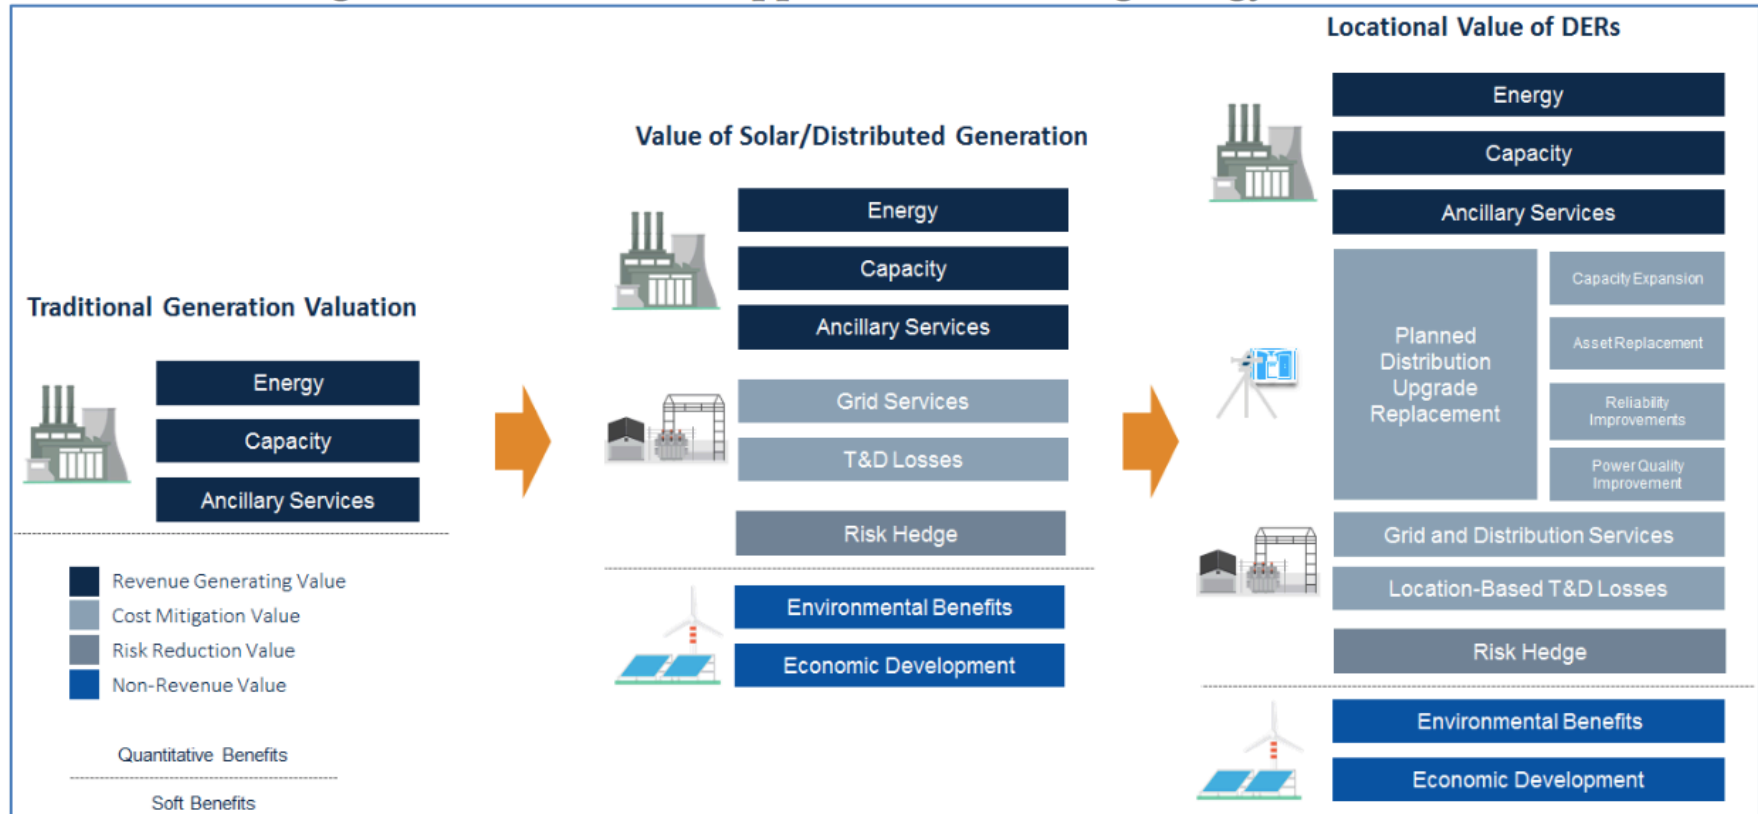 Locational Value of DERs
Energy
Capacity
Ancillary Services
Planned
Distribution
Upgrade
Replacement
Capacity Expansion
Asset Replacement
Reliability
Improvements
Power Quality
Improvement
Grid and Distribution Services
Location-Based T&D Losses
Risk Hedge
Environmental Benefits
Economic Development
Value of Solar/Distributed Generation
Energy
Capacity
Ancillary Services
Grid Services
T&D Losses
Risk Hedge
Environmental Benefits
Economic Development
Traditional Generation Valuation
Energy
Capacity
Ancillary Services
Revenue Generating Value
Cost Mitigation Value
Risk Reduction Value
Non-Revenue Value
Quantitative Benefits
Soft Benefits